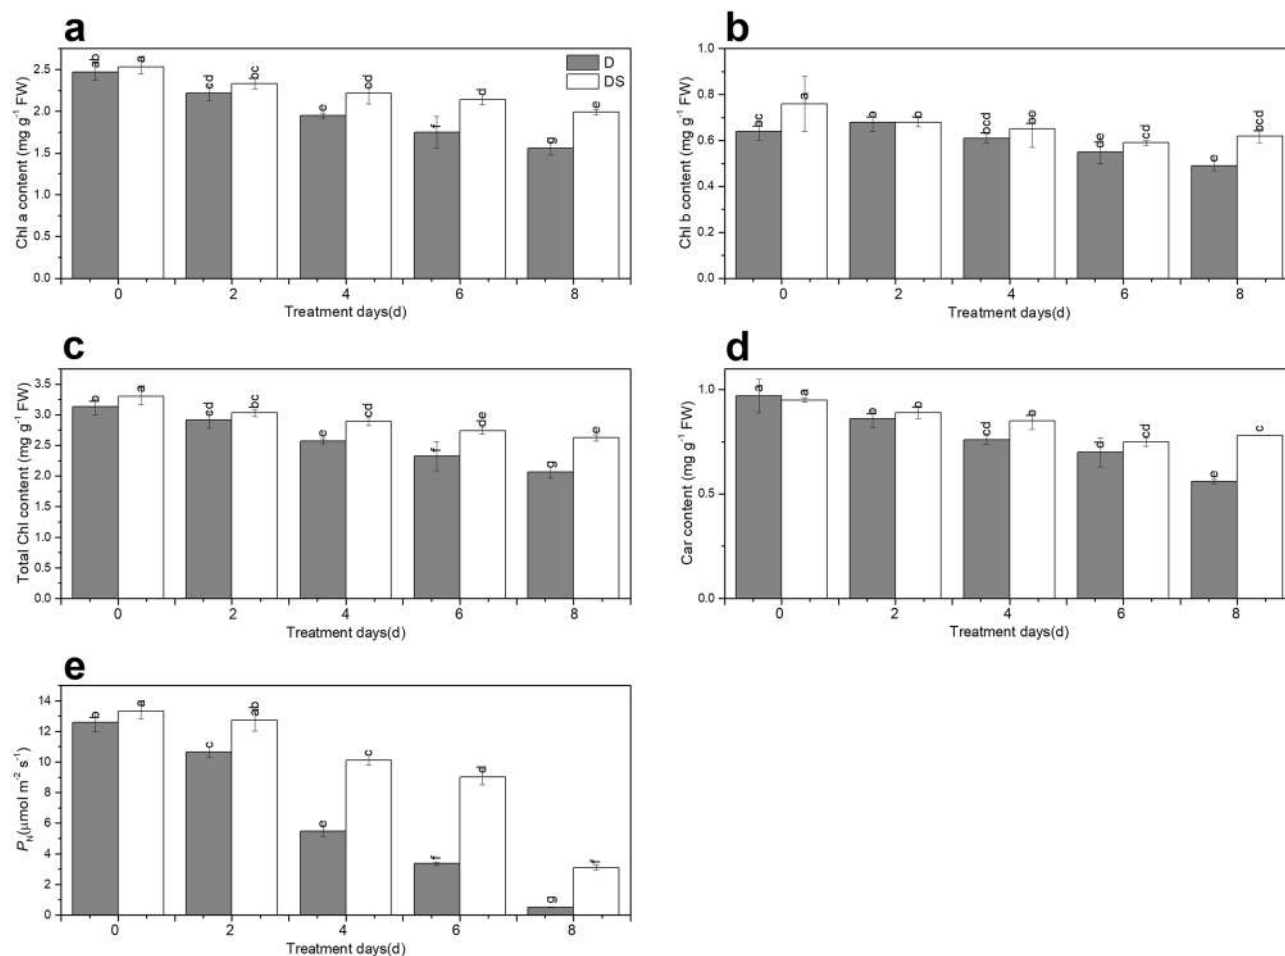 a
Chl a content (mg g⁻¹ FW)
2.5
2.0
1.5
1.0
0.5
0.0
ab
a
cd
bc
e
cd
f
d
g
e
D
DS
0 2 4 6 8
Treatment days(d)
b
Chl b content (mg g⁻¹ FW)
1.0
0.8
0.6
0.4
0.2
0.0
bc
a
b
b
bcd
cd
e
bcd
0 2 4 6 8
Treatment days(d)
c
Total Chl content (mg g⁻¹ FW)
3.5
3.0
2.5
2.0
1.5
1.0
0.5
0.0
b
a
cd
bc
e
cd
f
de
g
e
0 2 4 6 8
Treatment days(d)
d
Car content (mg g⁻¹ FW)
1.0
0.5
0.0
a
a
b
b
cd
b
d
cd
e
c
0 2 4 6 8
Treatment days(d)
e
P_N(μmol m⁻² s⁻¹)
14
12
10
8
6
4
2
0
b
a
c
ab
e
c
f
d
g
f
0 2 4 6 8
Treatment days(d)